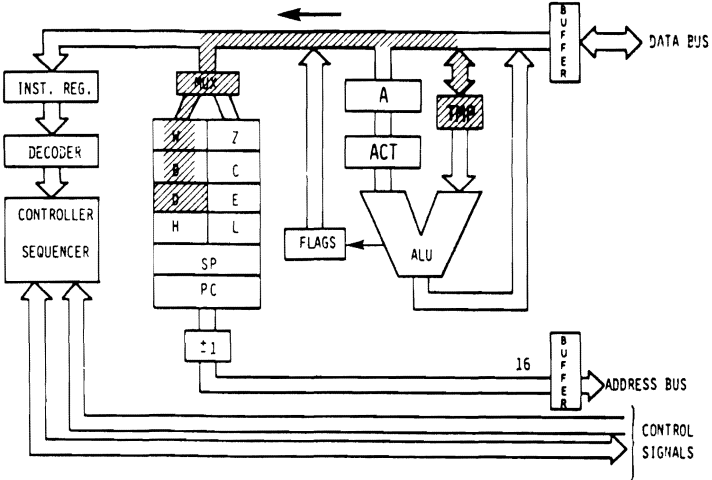 BUFFER
DATA BUS
MUX
INST. REG.
A
TMP
W Z
DECODER
ACT
B C
D E
CONTROLLER
SEQUENCER
H L
FLAGS
ALU
SP
PC
±1
16
BUFFER
ADDRESS BUS
CONTROL
SIGNALS